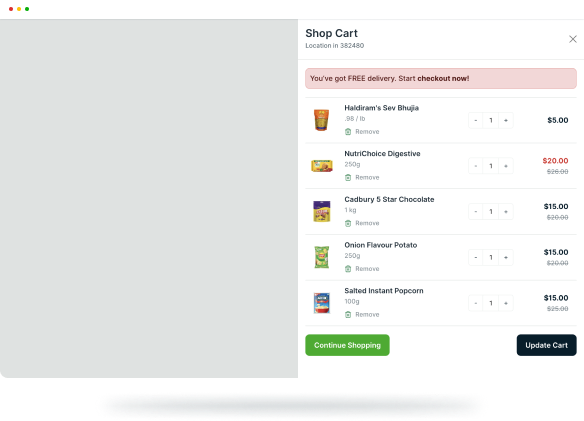 Shop Cart
Location in 382480
You've got FREE delivery. Start checkout now!
Haldiram's Sev Bhujia
.98 / lb
Remove
- 1 +
$5.00
NutriChoice Digestive
250g
Remove
- 1 +
$20.00
$26.00
Cadbury 5 Star Chocolate
1 kg
Remove
- 1 +
$15.00
$20.00
Onion Flavour Potato
250g
Remove
- 1 +
$15.00
$20.00
Salted Instant Popcorn
100g
Remove
- 1 +
$15.00
$25.00
Continue Shopping
Update Cart